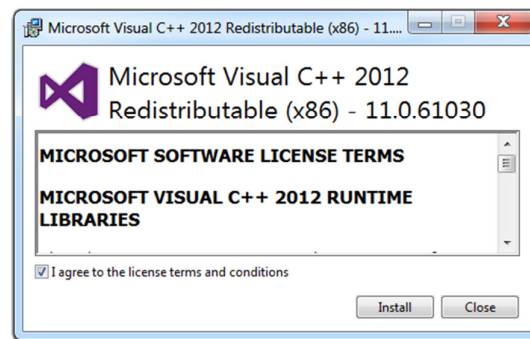 Microsoft Visual C++ 2012 Redistributable (x86) - 11....
Microsoft Visual C++ 2012
Redistributable (x86) - 11.0.61030
MICROSOFT SOFTWARE LICENSE TERMS
MICROSOFT VISUAL C++ 2012 RUNTIME
LIBRARIES
I agree to the license terms and conditions
Install
Close